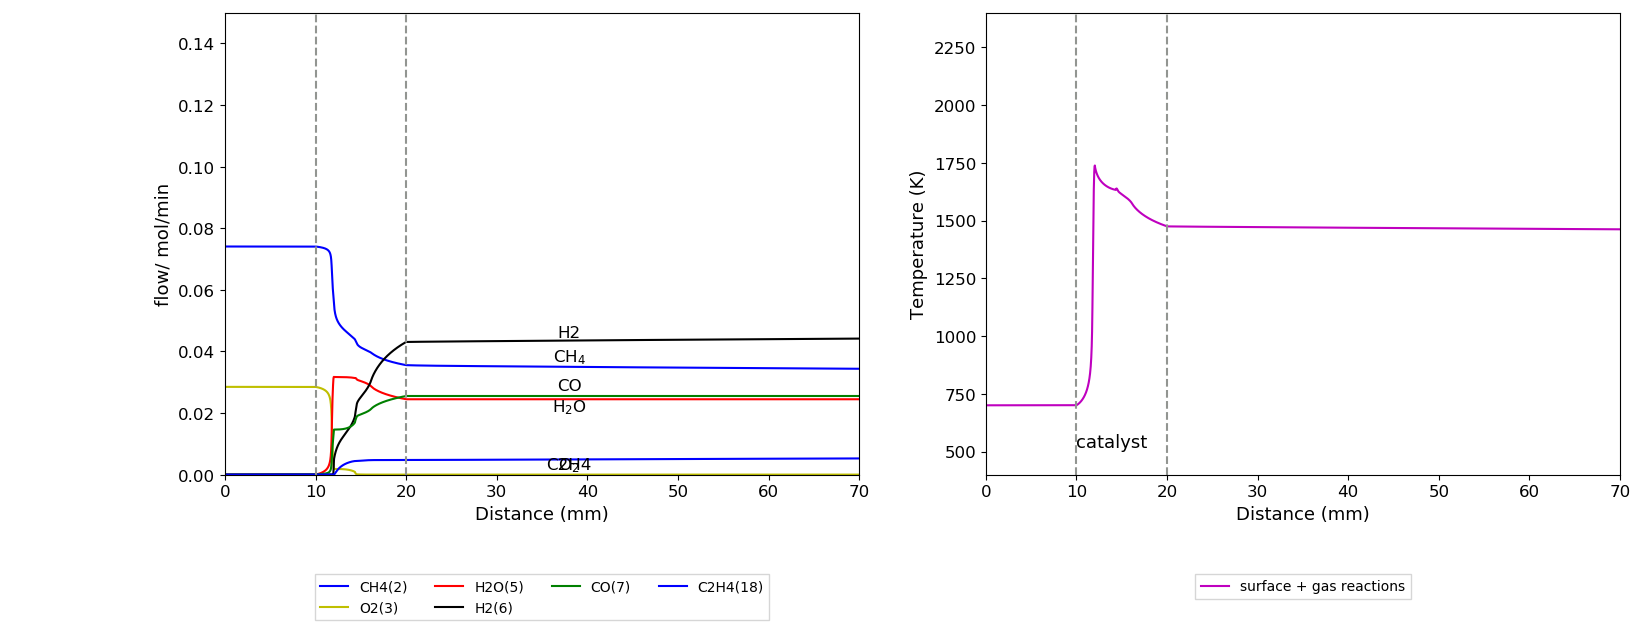 0.14
0.12
0.10
0.08
0.06
0.04
0.02
0.00
flow/ mol/min
H2
CH₄
CO
H₂O
C2H4
0 10 20 30 40 50 60 70
Distance (mm)
CH4(2) H2O(5) CO(7) C2H4(18)
O2(3) H2(6)
2250
2000
1750
1500
1250
1000
750
500
Temperature (K)
catalyst
0 10 20 30 40 50 60 70
Distance (mm)
surface + gas reactions